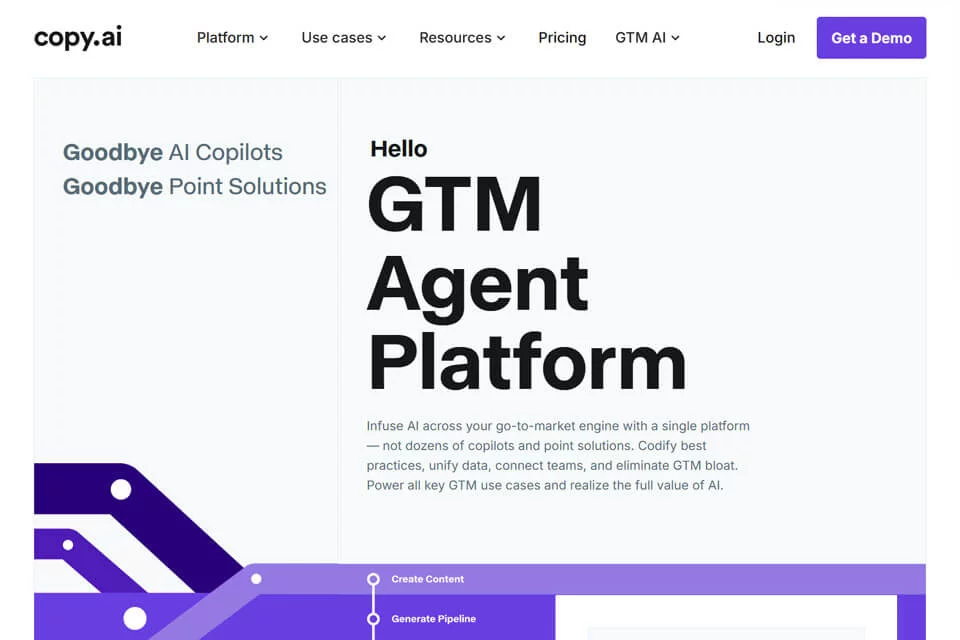 copy.ai
Platform
Use cases
Resources
Pricing
GTM AI
Login
Get a Demo
Goodbye AI Copilots
Goodbye Point Solutions
Hello
GTM
Agent
Platform
Infuse AI across your go-to-market engine with a single platform
— not dozens of copilots and point solutions. Codify best
practices, unify data, connect teams, and eliminate GTM bloat.
Power all key GTM use cases and realize the full value of AI.
Create Content
Generate Pipeline